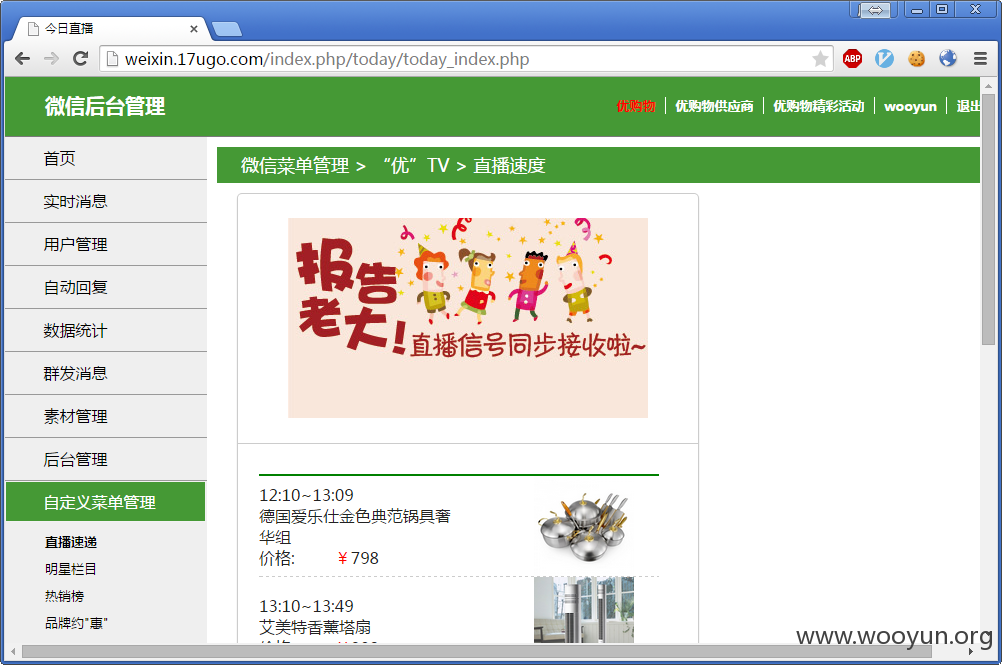 今日直播
weixin.17ugo.com/index.php/today/today_index.php
ABP
微信后台管理
优购物 优购物供应商 优购物精彩活动 wooyun 退出
首页
实时消息
用户管理
自动回复
数据统计
群发消息
素材管理
后台管理
自定义菜单管理
直播速递
明星栏目
热销榜
品牌约"惠"
微信菜单管理 > “优”TV > 直播速度
报告
老大!
直播信号同步接收啦~
12:10~13:09
德国爱乐仕金色典范锅具奢
华组
价格: ￥798
13:10~13:49
艾美特香薰塔扇
www.wooyun.org